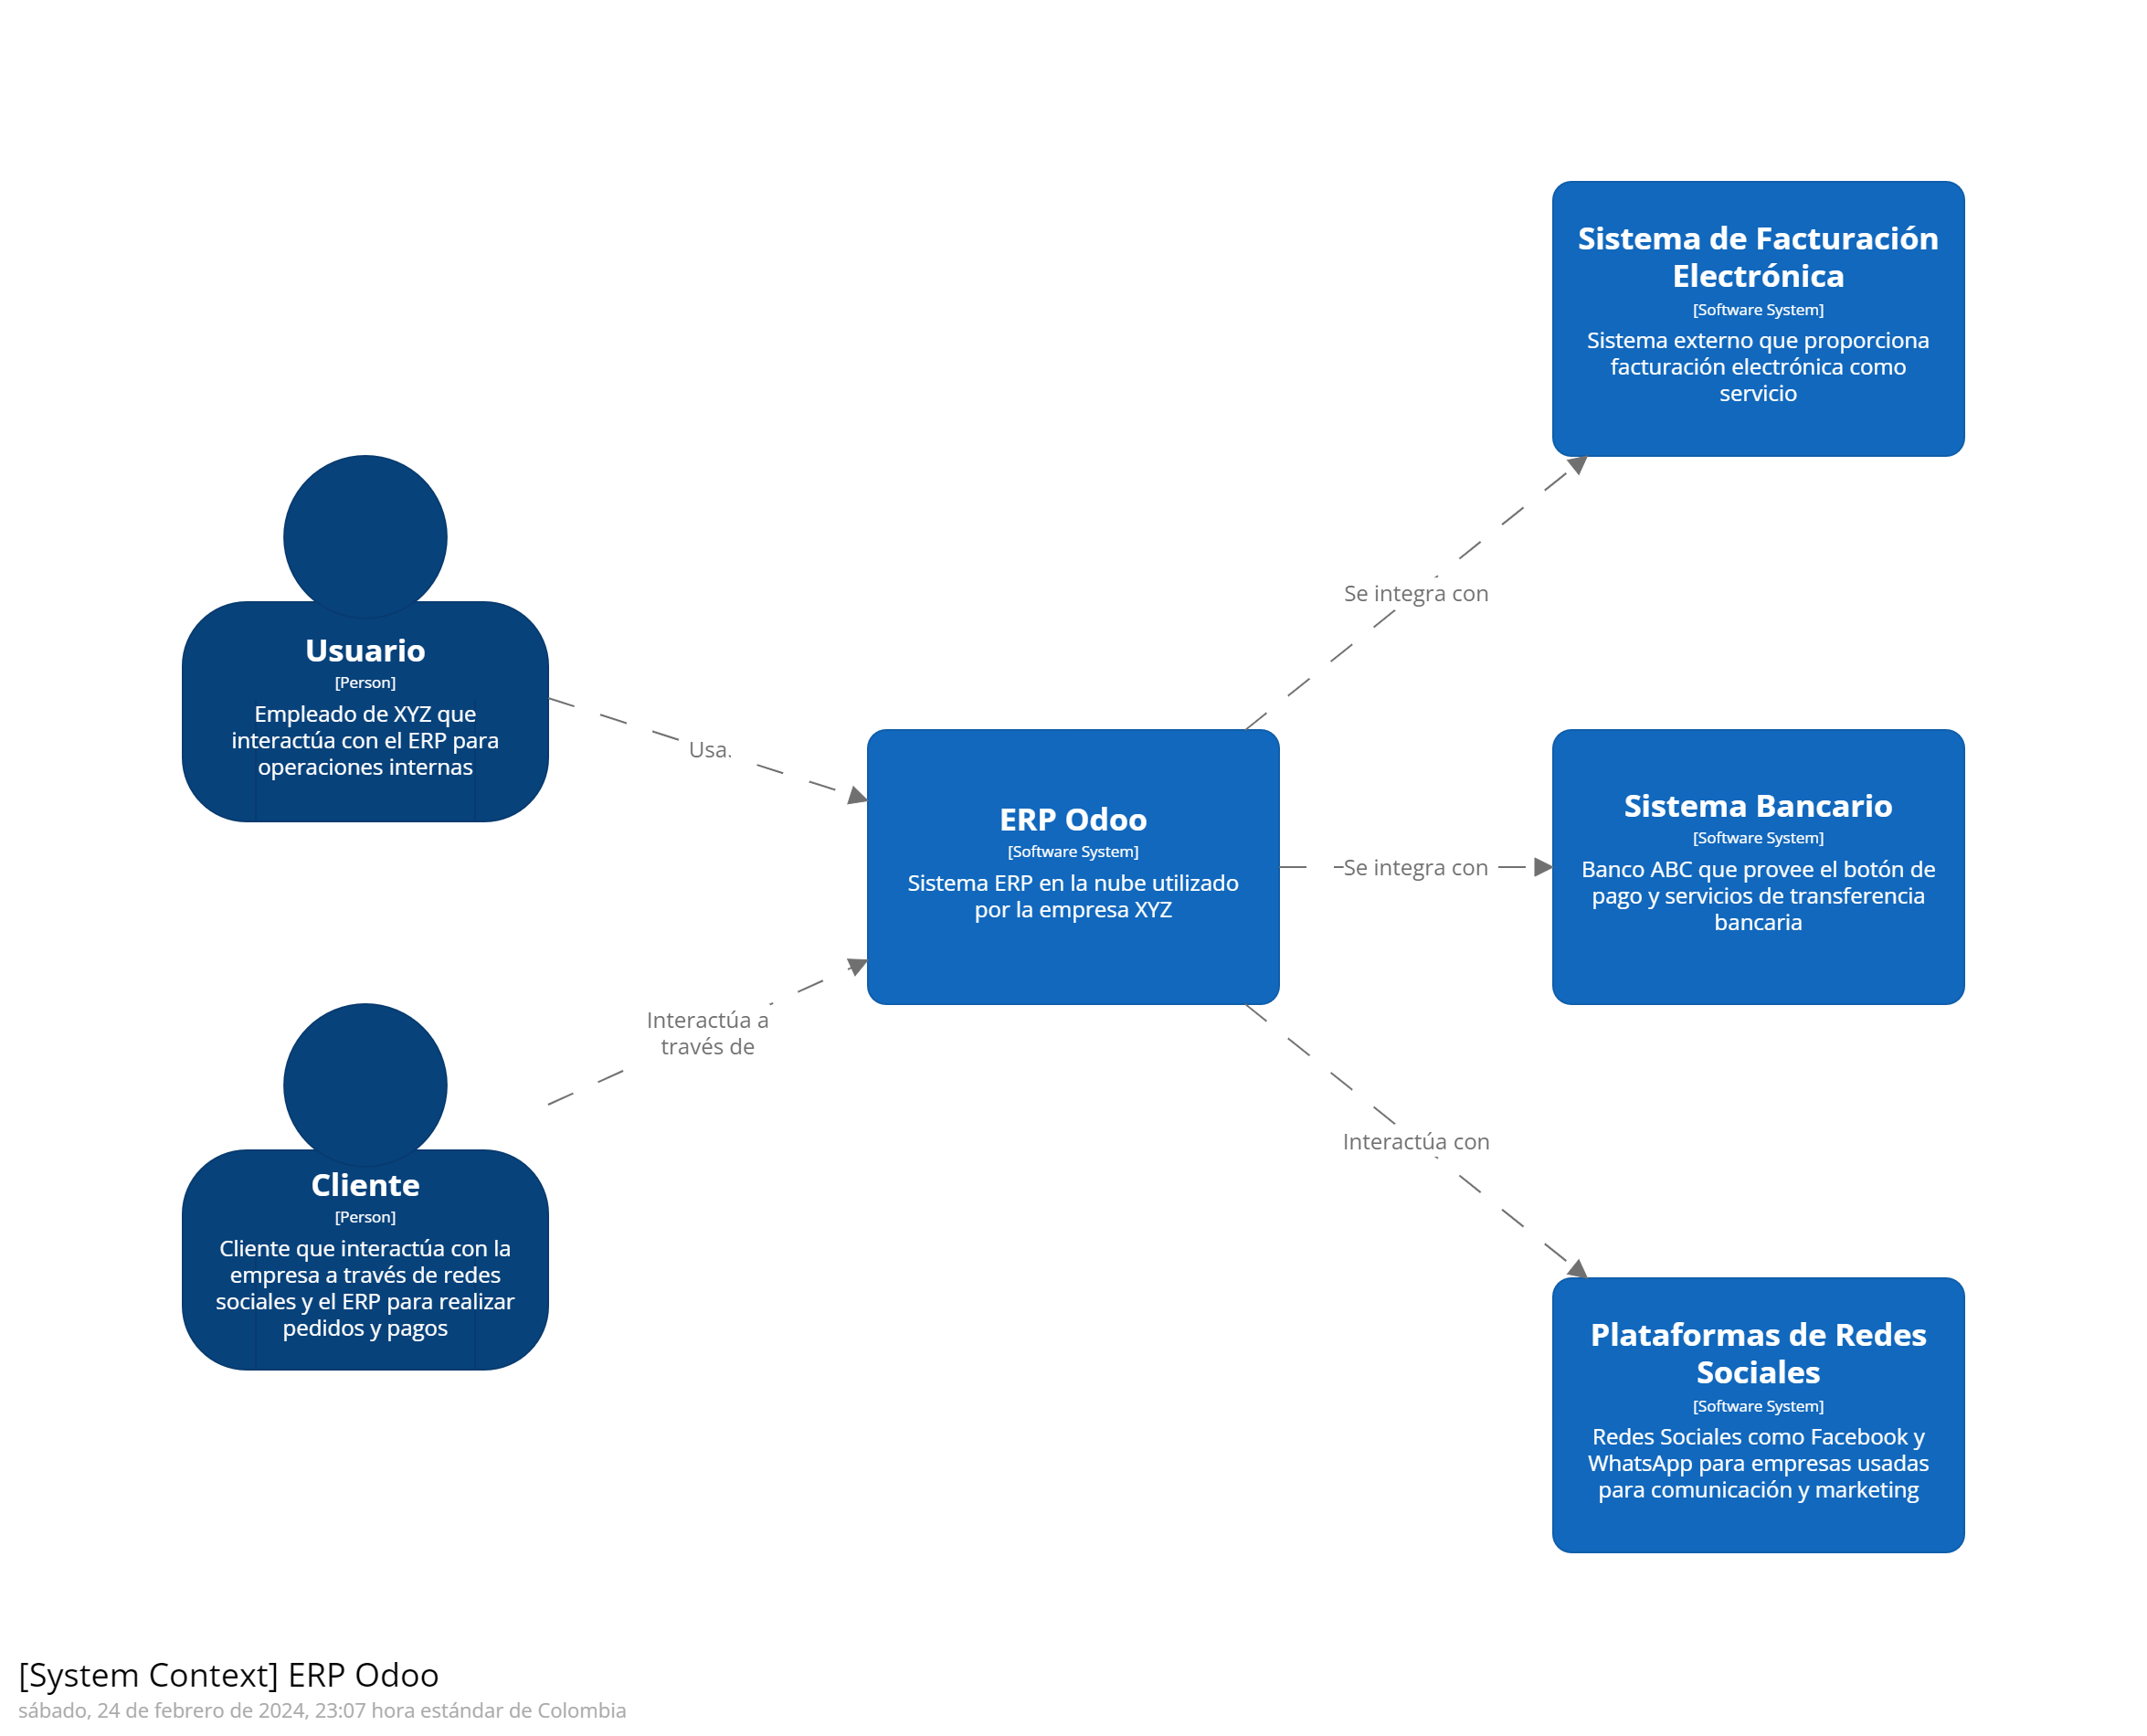 Sistema de Facturación
Electrónica
[Software System]
Sistema externo que proporciona
facturación electrónica como
servicio
Se integra con
Usuario
[Person]
Empleado de XYZ que
interactúa con el ERP para
operaciones internas
Usa.
ERP Odoo
[Software System]
Sistema ERP en la nube utilizado
por la empresa XYZ
Se integra con
Sistema Bancario
[Software System]
Banco ABC que provee el botón de
pago y servicios de transferencia
bancaria
Interactúa a
través de
Interactúa con
Cliente
[Person]
Cliente que interactúa con la
empresa a través de redes
sociales y el ERP para realizar
pedidos y pagos
Plataformas de Redes
Sociales
[Software System]
Redes Sociales como Facebook y
WhatsApp para empresas usadas
para comunicación y marketing
[System Context] ERP Odoo
sábado, 24 de febrero de 2024, 23:07 hora estándar de Colombia